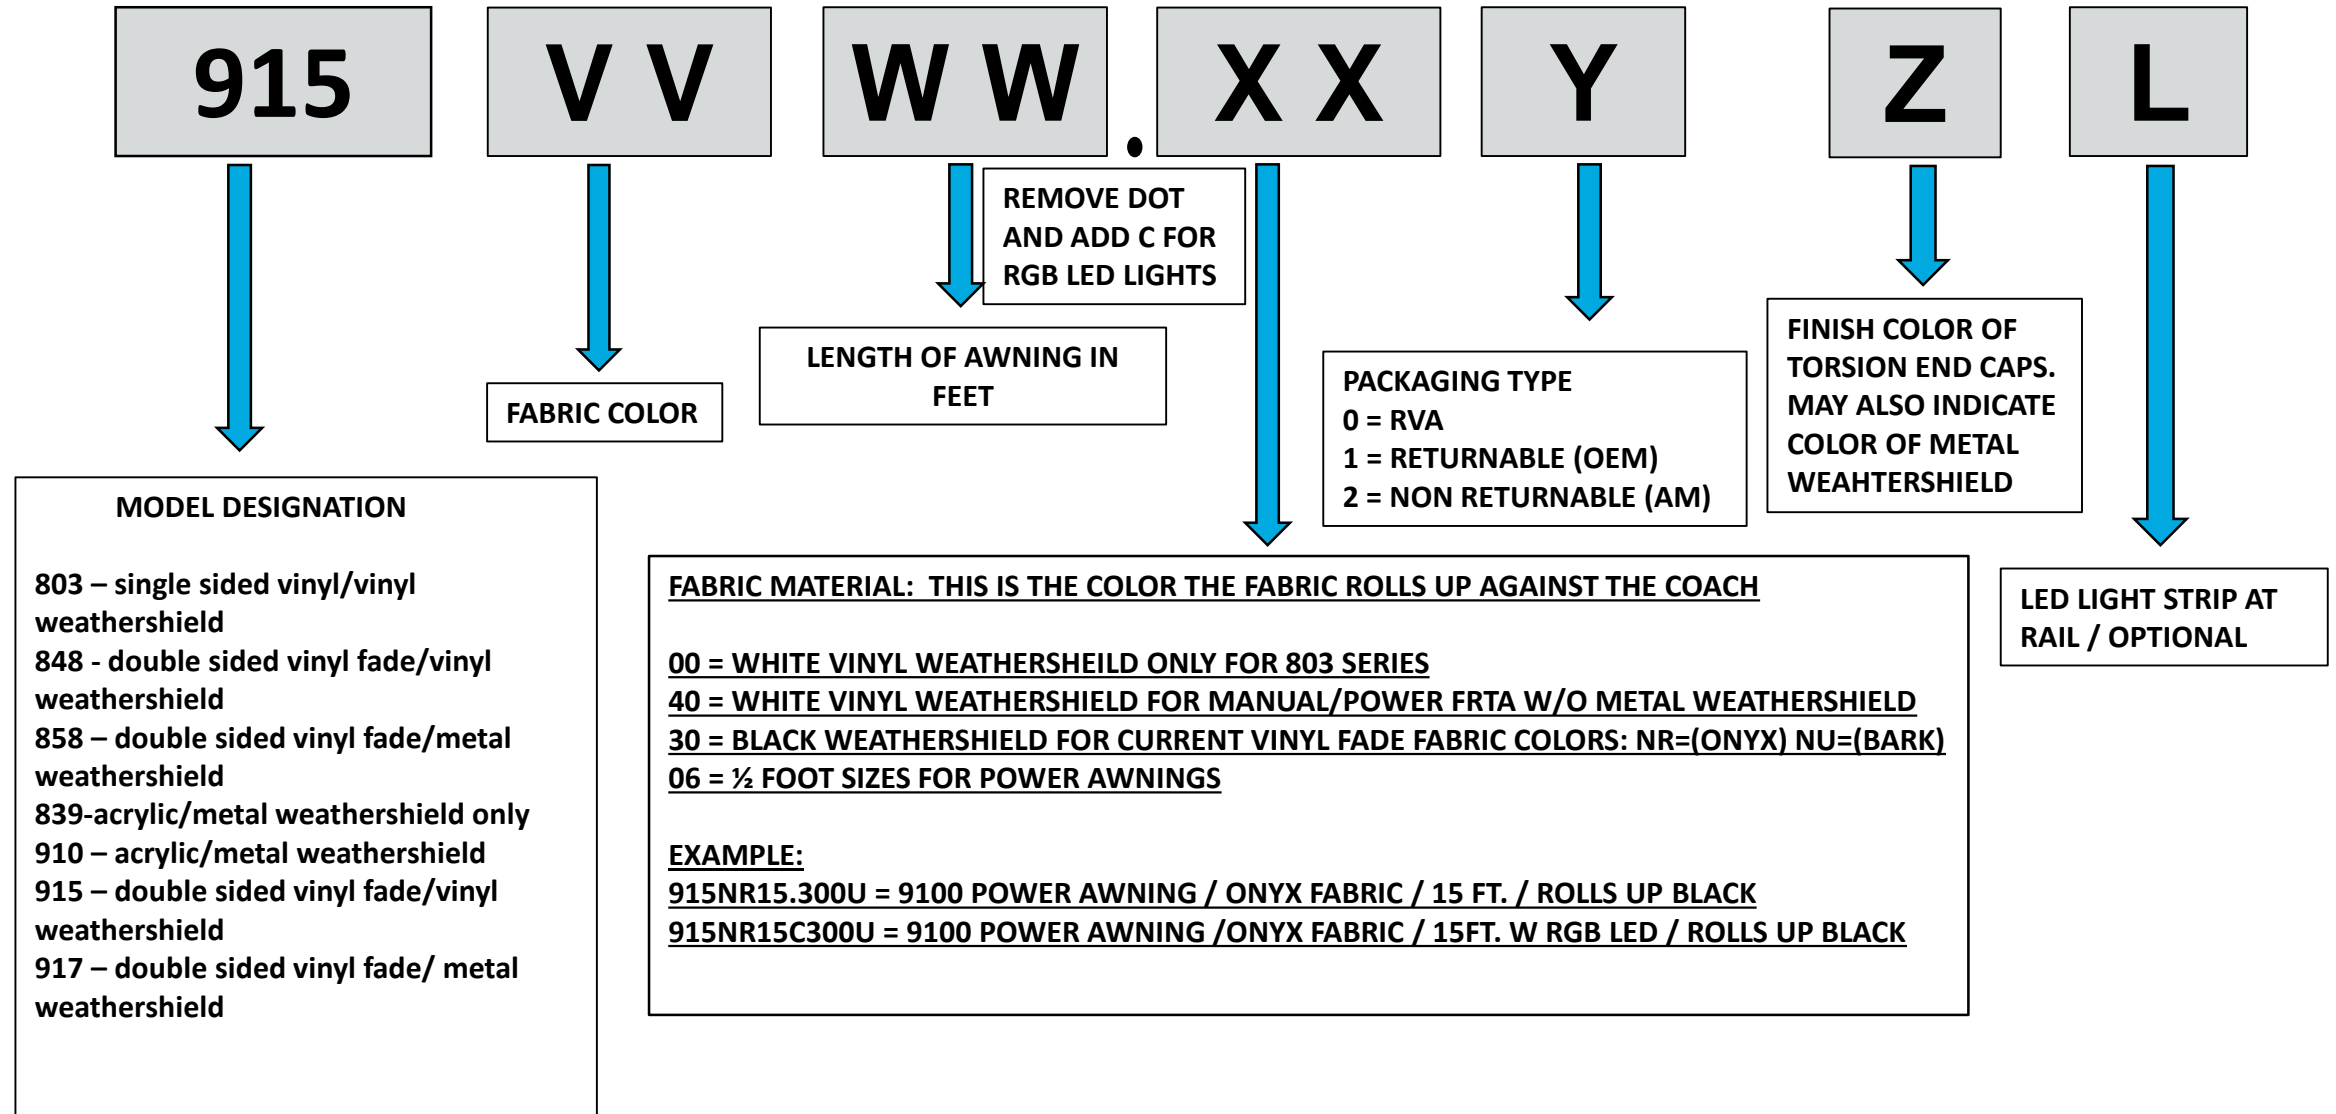 915
V V
W W
.
X X
Y
Z
L
REMOVE DOT
AND ADD C FOR
RGB LED LIGHTS
FABRIC COLOR
LENGTH OF AWNING IN
FEET
PACKAGING TYPE
0 = RVA
1 = RETURNABLE (OEM)
2 = NON RETURNABLE (AM)
FINISH COLOR OF
TORSION END CAPS.
MAY ALSO INDICATE
COLOR OF METAL
WEAHTERSHIELD
LED LIGHT STRIP AT
RAIL / OPTIONAL
MODEL DESIGNATION
803 – single sided vinyl/vinyl
weathershield
848 - double sided vinyl fade/vinyl
weathershield
858 – double sided vinyl fade/metal
weathershield
839-acrylic/metal weathershield only
910 – acrylic/metal weathershield
915 – double sided vinyl fade/vinyl
weathershield
917 – double sided vinyl fade/ metal
weathershield
FABRIC MATERIAL:  THIS IS THE COLOR THE FABRIC ROLLS UP AGAINST THE COACH
00 = WHITE VINYL WEATHERSHEILD ONLY FOR 803 SERIES
40 = WHITE VINYL WEATHERSHIELD FOR MANUAL/POWER FRTA W/O METAL WEATHERSHIELD
30 = BLACK WEATHERSHIELD FOR CURRENT VINYL FADE FABRIC COLORS: NR=(ONYX) NU=(BARK)
06 = ½ FOOT SIZES FOR POWER AWNINGS
EXAMPLE:
915NR15.300U = 9100 POWER AWNING / ONYX FABRIC / 15 FT. / ROLLS UP BLACK
915NR15C300U = 9100 POWER AWNING /ONYX FABRIC / 15FT. W RGB LED / ROLLS UP BLACK